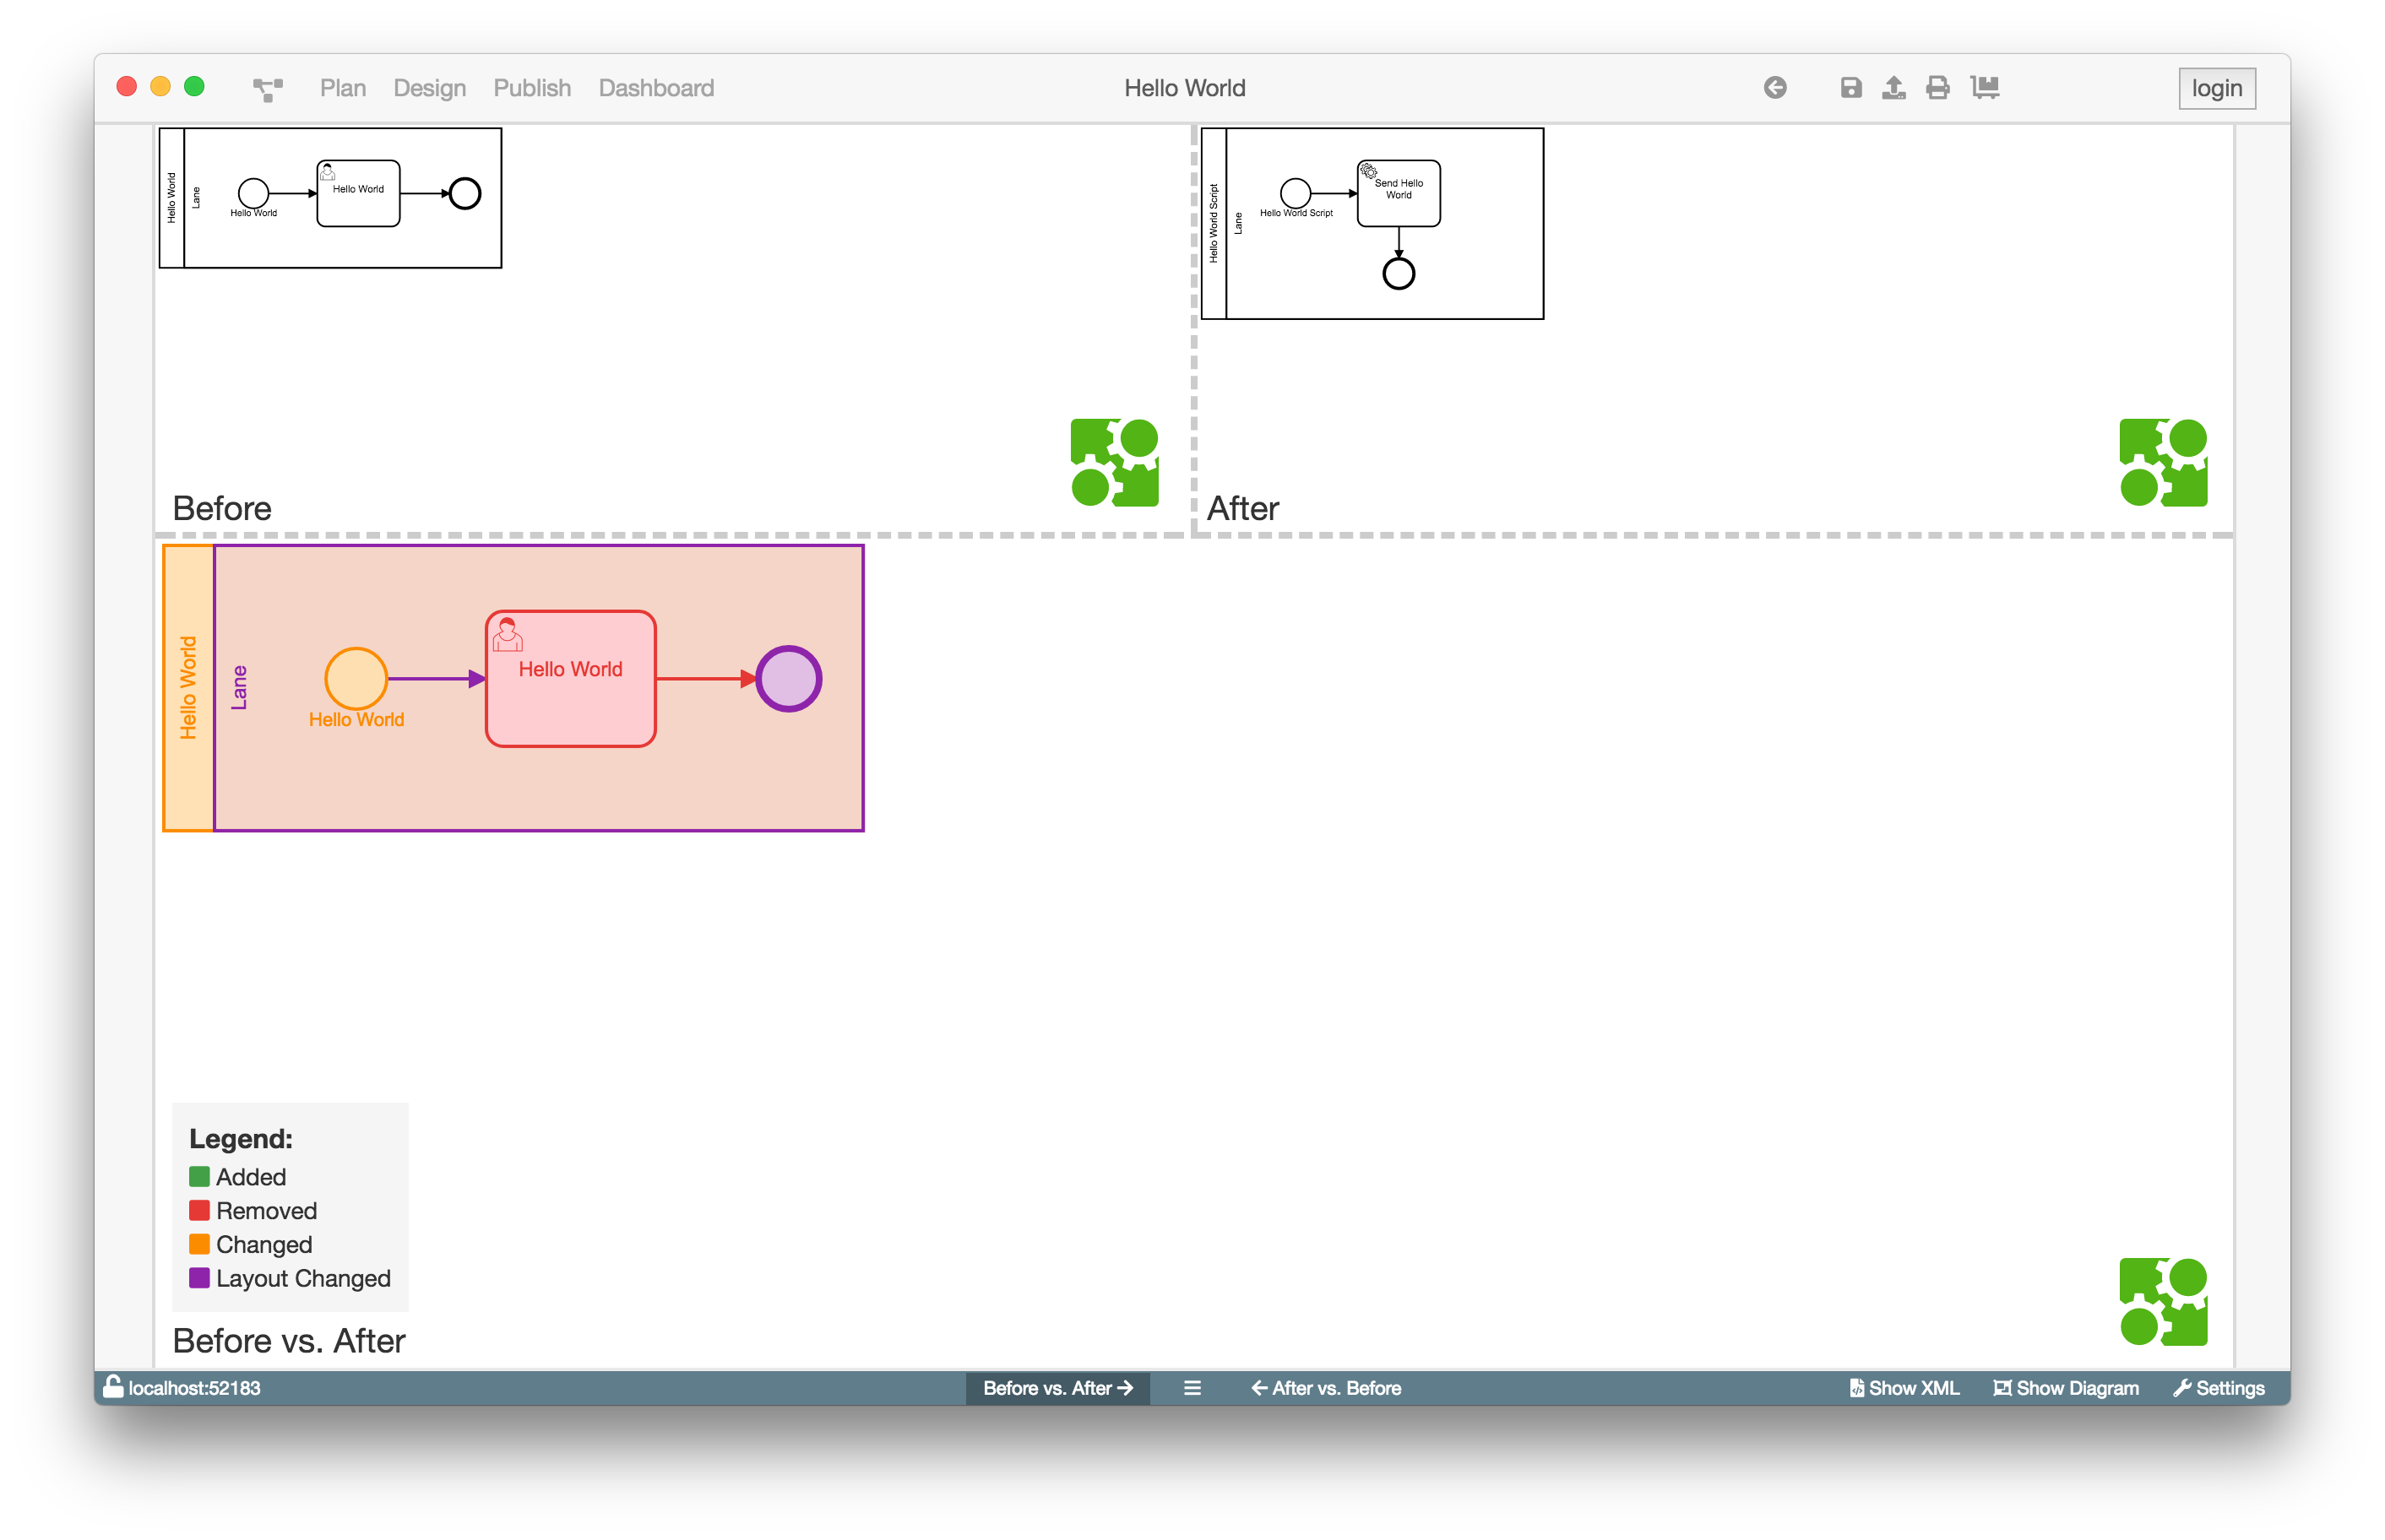 Plan Design Publish Dashboard
Hello World
login
Hello World
Lane
Hello World
Hello World
Before
Hello World Script
Lane
Hello World Script
Send Hello
World
After
Hello World
Lane
Hello World
Hello World
Legend:
Added
Removed
Changed
Layout Changed
Before vs. After
localhost:52183
Before vs. After
After vs. Before
Show XML
Show Diagram
Settings